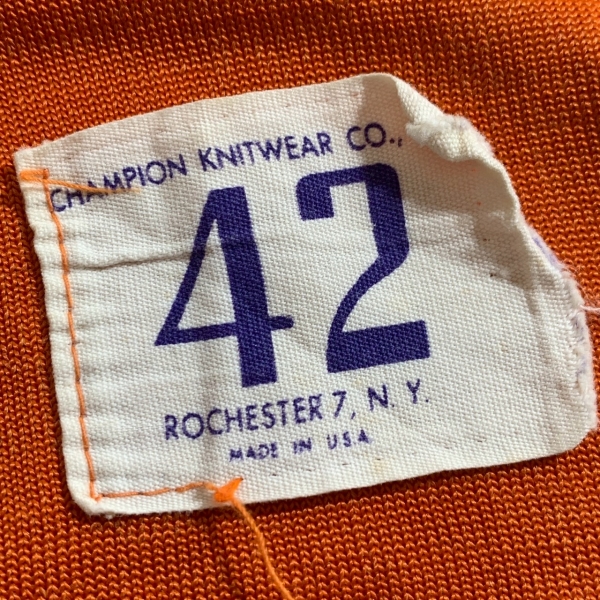 CHAMPION KNITWEAR CO.,
42
ROCHESTER 7, N. Y.
MADE IN USA